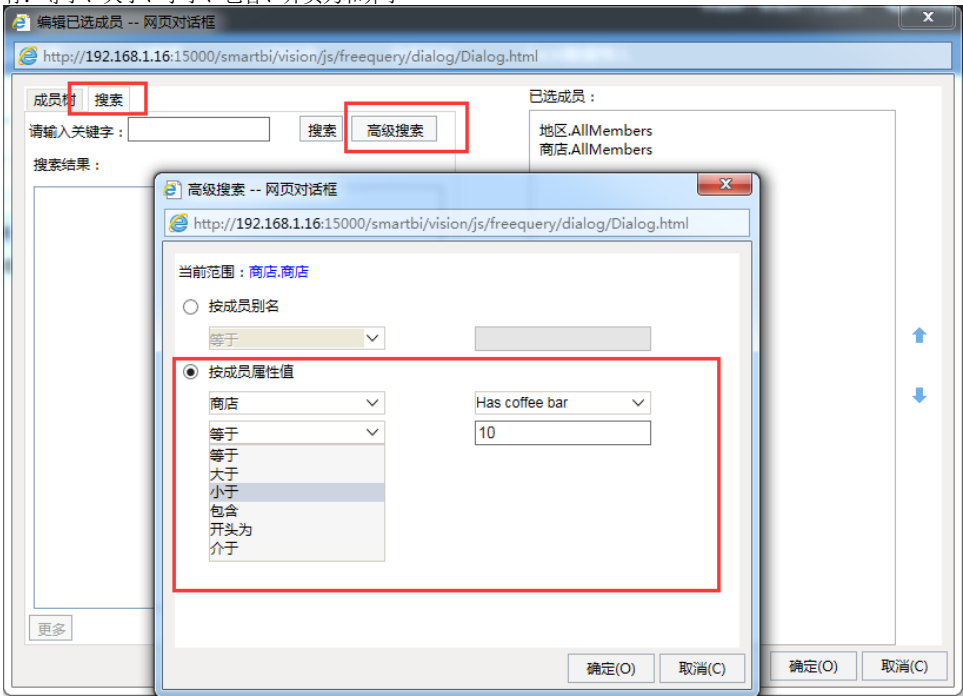 编辑已选成员 -- 网页对话框
http://192.168.1.16:15000/smartbi/vision/js/freequery/dialog/Dialog.html
成员树 搜索
已选成员：
请输入关键字： 搜索 高级搜索
地区.AllMembers
商店.AllMembers
搜索结果：
高级搜索 -- 网页对话框
http://192.168.1.16:15000/smartbi/vision/js/freequery/dialog/Dialog.html
当前范围：商店.商店
按成员别名
等于
按成员属性值
商店 Has coffee bar
等于 10
等于
大于
小于
包含
开头为
介于
更多
确定(O) 取消(C)
确定(O) 取消(C)